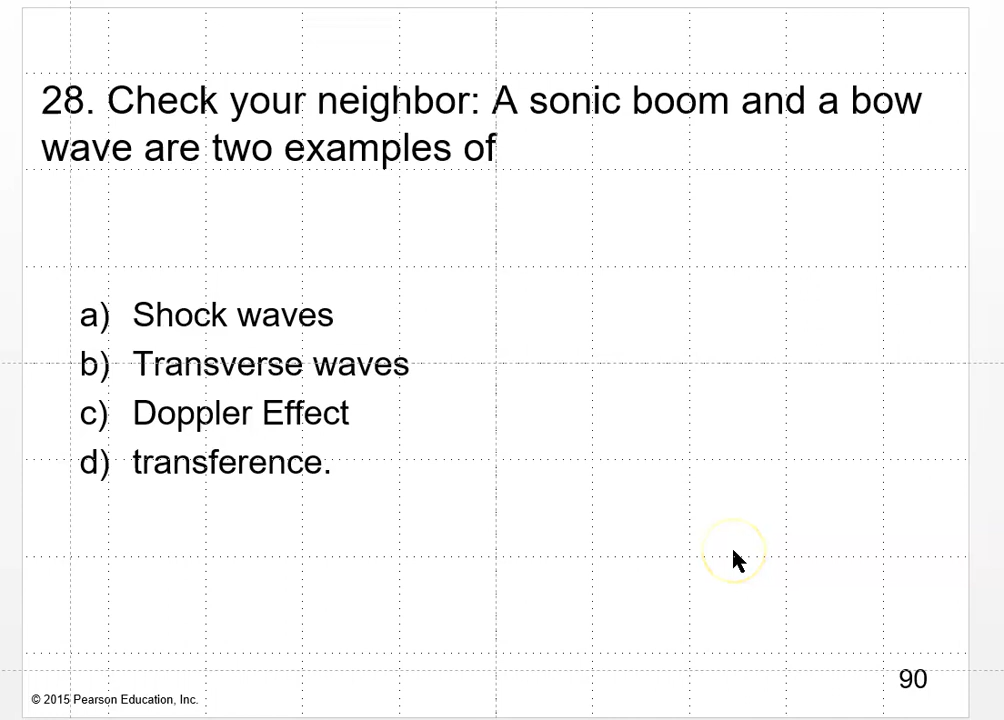 28. Check your neighbor: A sonic boom and a bow
wave are two examples of
a) Shock waves
b) Transverse waves
c) Doppler Effect
d) transference.
90
© 2015 Pearson Education, Inc.